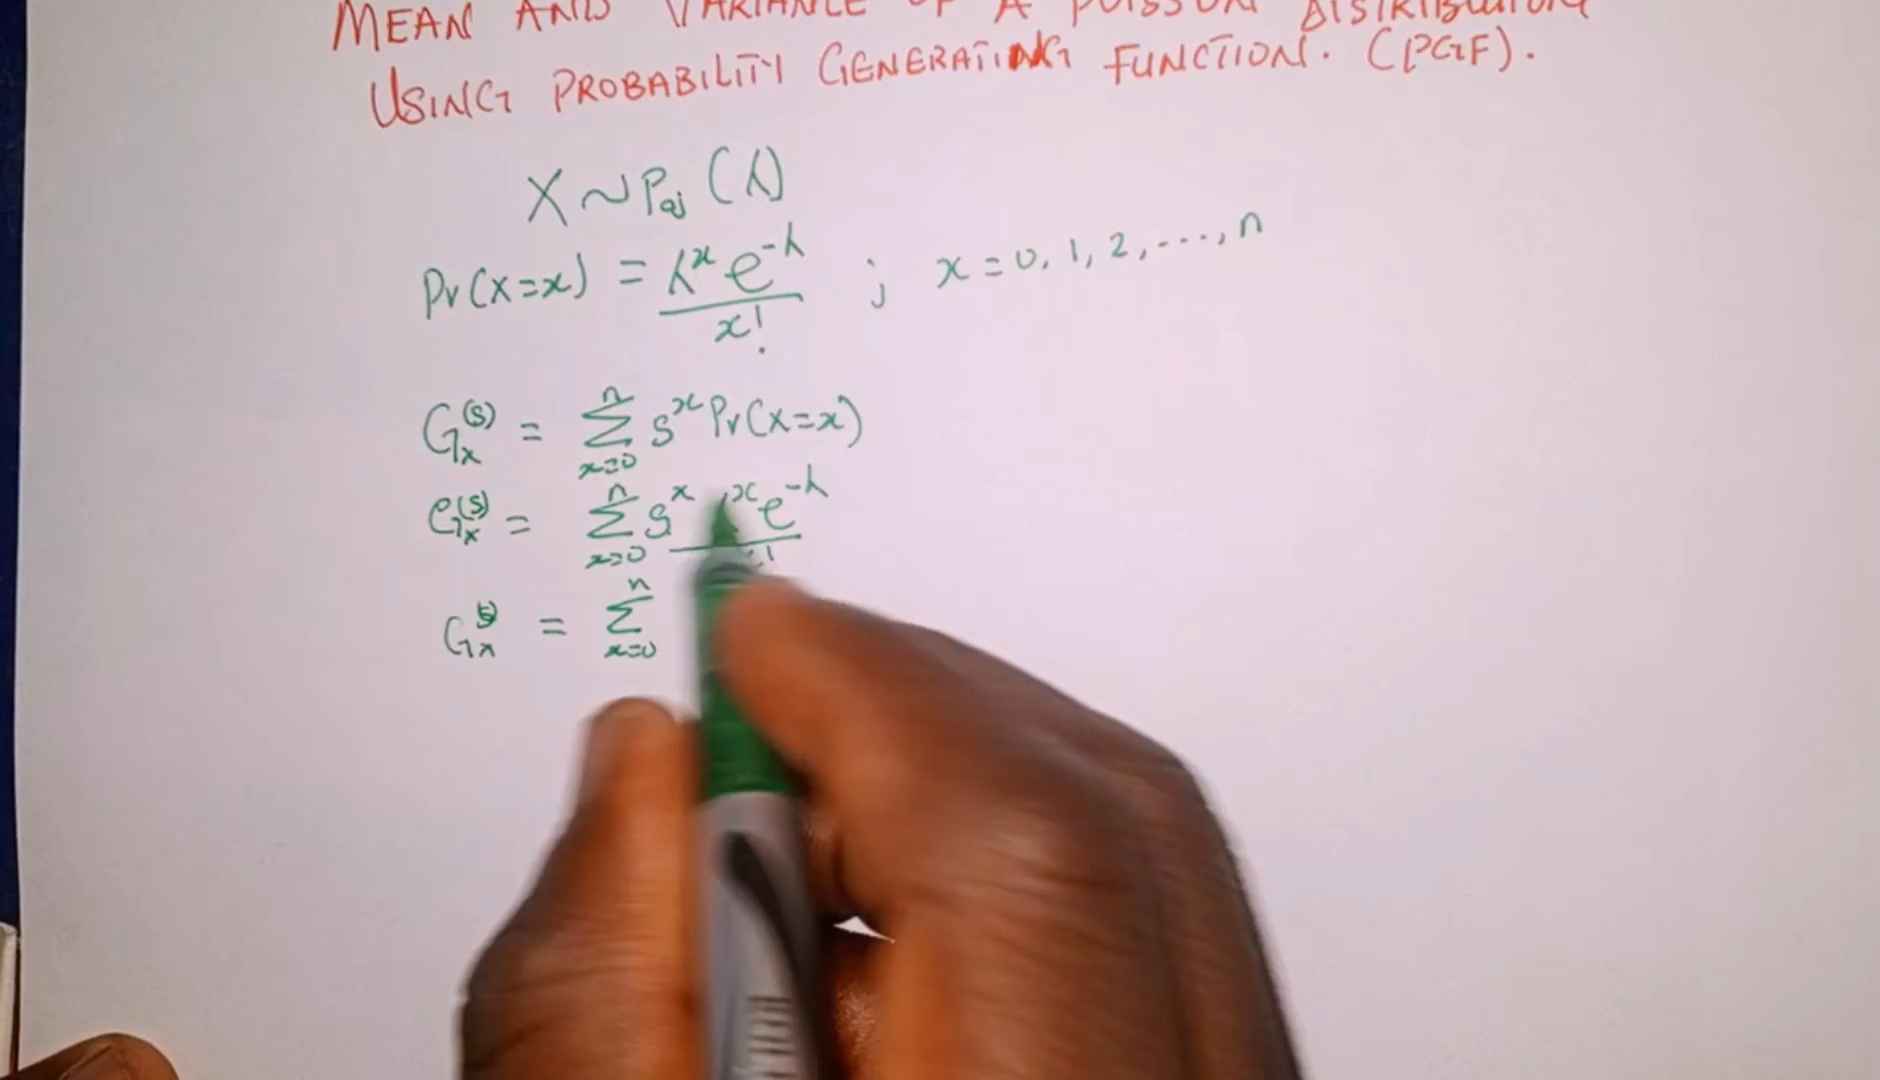 MEAN AND VARIANCE OF A POISSON DISTRIBUTION
USING PROBABILITY GENERATING FUNCTION. (PGF).
X ~ Poi (λ)
Pr(X=x) = λ^x e^-λ / x! ; x = 0, 1, 2, ..., n
G_x(s) = Σ_{x=0}^n s^x Pr(X=x)
G_x(s) = Σ_{x=0}^n s^x λ^x e^-λ / x!
G_x(s) = Σ_{x=0}^n